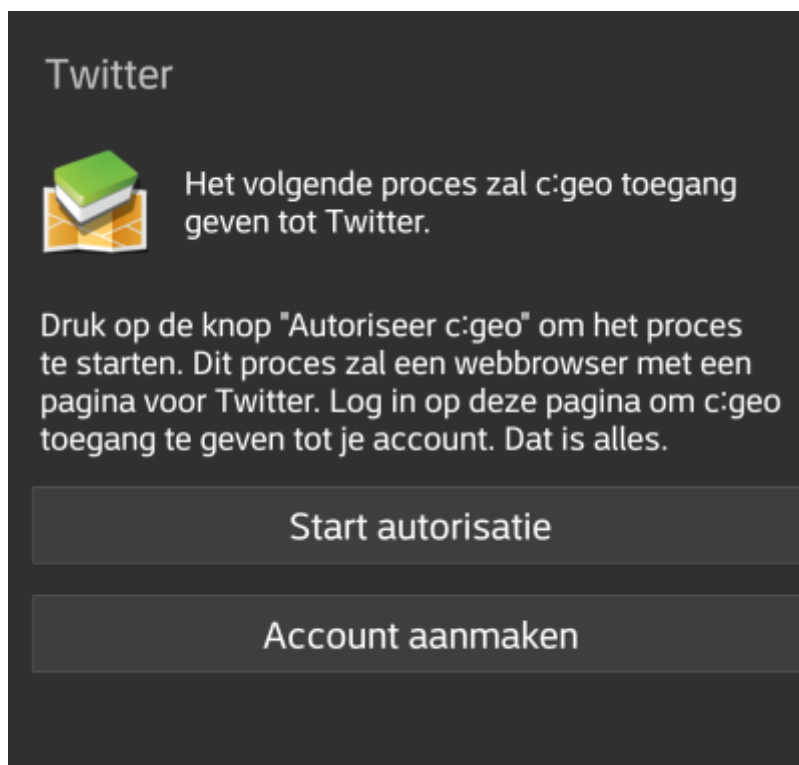 Twitter
Het volgende proces zal c:geo toegang
geven tot Twitter.
Druk op de knop "Autoriseer c:geo" om het proces
te starten. Dit proces zal een webbrowser met een
pagina voor Twitter. Log in op deze pagina om c:geo
toegang te geven tot je account. Dat is alles.
Start autorisatie
Account aanmaken